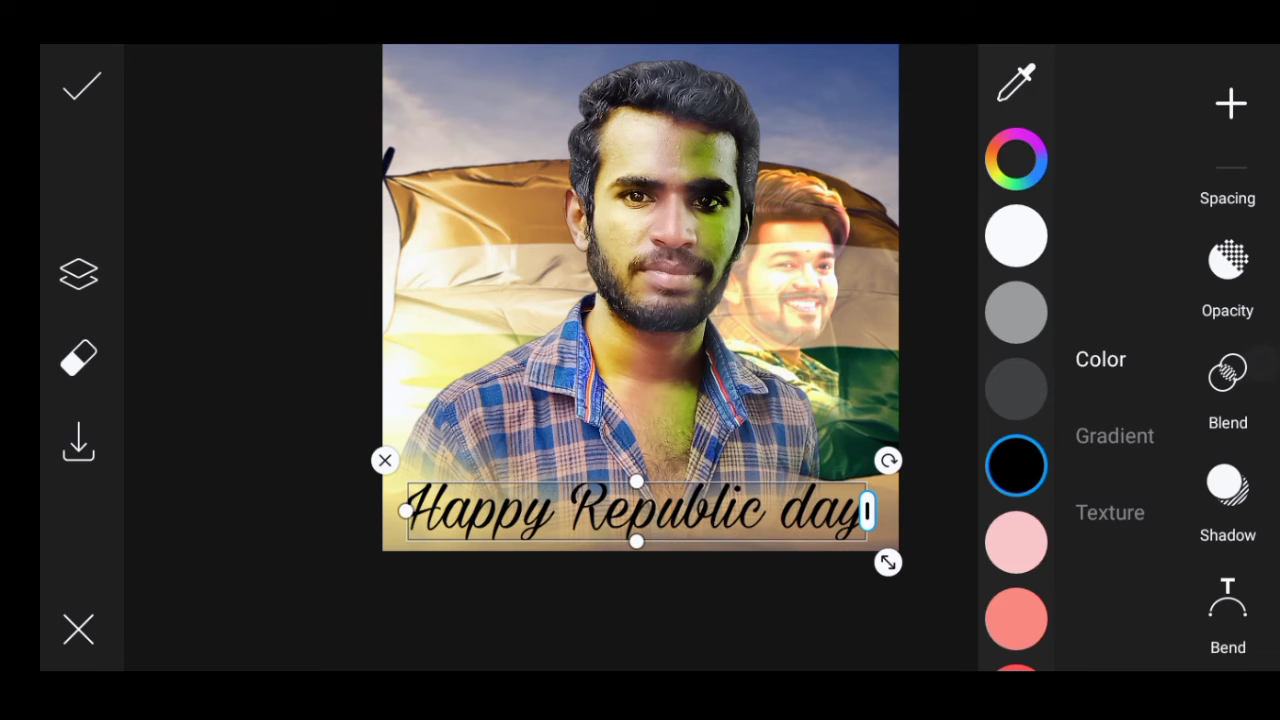 Happy Republic day
Spacing
Opacity
Color
Blend
Gradient
Texture
Shadow
T
Bend